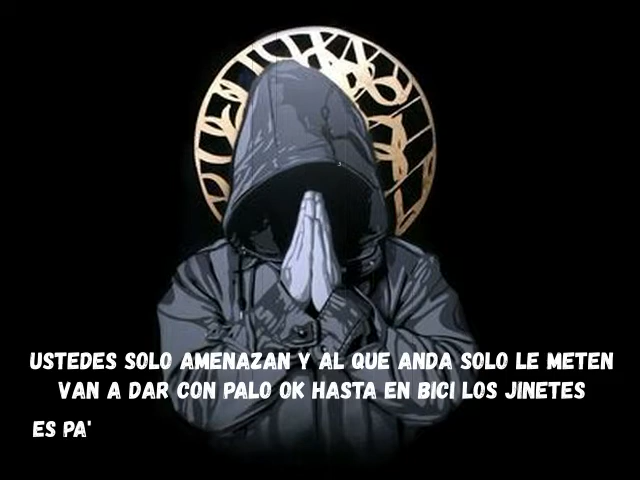 USTEDES SOLO AMENAZAN Y AL QUE ANDA SOLO LE METEN
VAN A DAR CON PALO OK HASTA EN BICI LOS JINETES
ES PA'